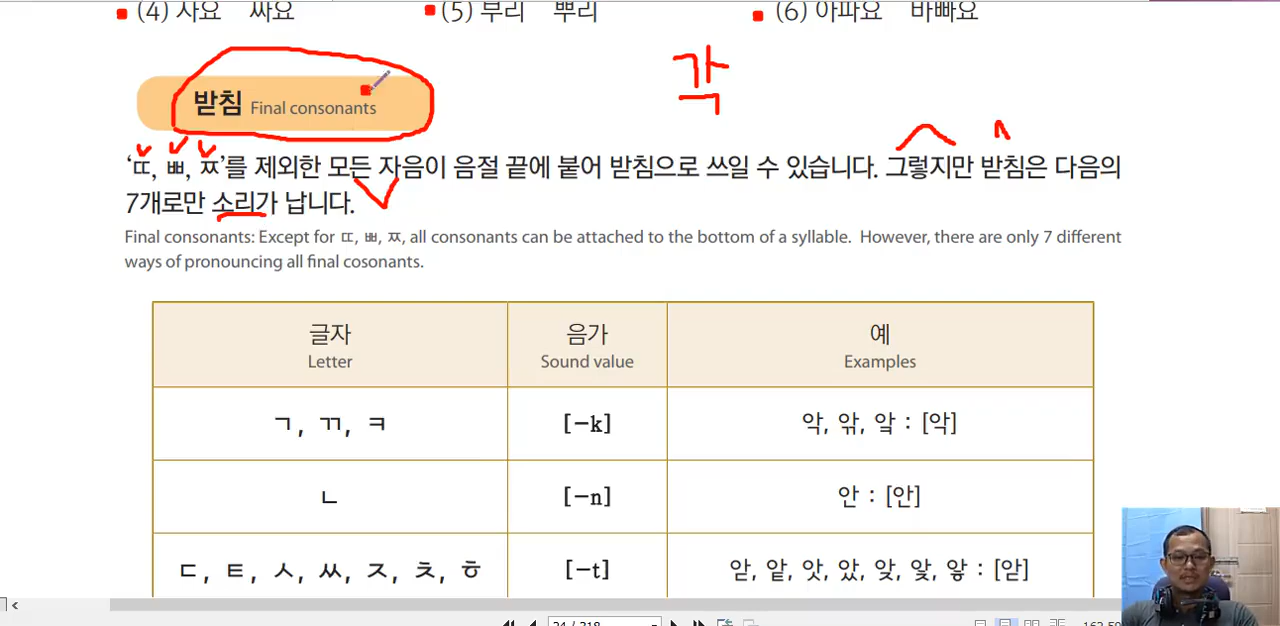 (4) 사요 싸요 (5) 부리 뿌리 (6) 아파요 바빠요
각
받침 Final consonants
‘ㄸ, ㅃ, ㅉ’를 제외한 모든 자음이 음절 끝에 붙어 받침으로 쓰일 수 있습니다. 그렇지만 받침은 다음의
7개로만 소리가 납니다.
Final consonants: Except for ㄸ, ㅃ, ㅉ, all consonants can be attached to the bottom of a syllable. However, there are only 7 different
ways of pronouncing all final cosonants.
글자 음가 예
Letter Sound value Examples
ㄱ, ㄲ, ㅋ [-k] 악, 앆, 앜 : [악]
ㄴ [-n] 안 : [안]
ㄷ, ㅌ, ㅅ, ㅆ, ㅈ, ㅊ, ㅎ [-t] 앋, 앝, 앗, 았, 앚, 앛, 앟 : [앋]
24 / 218